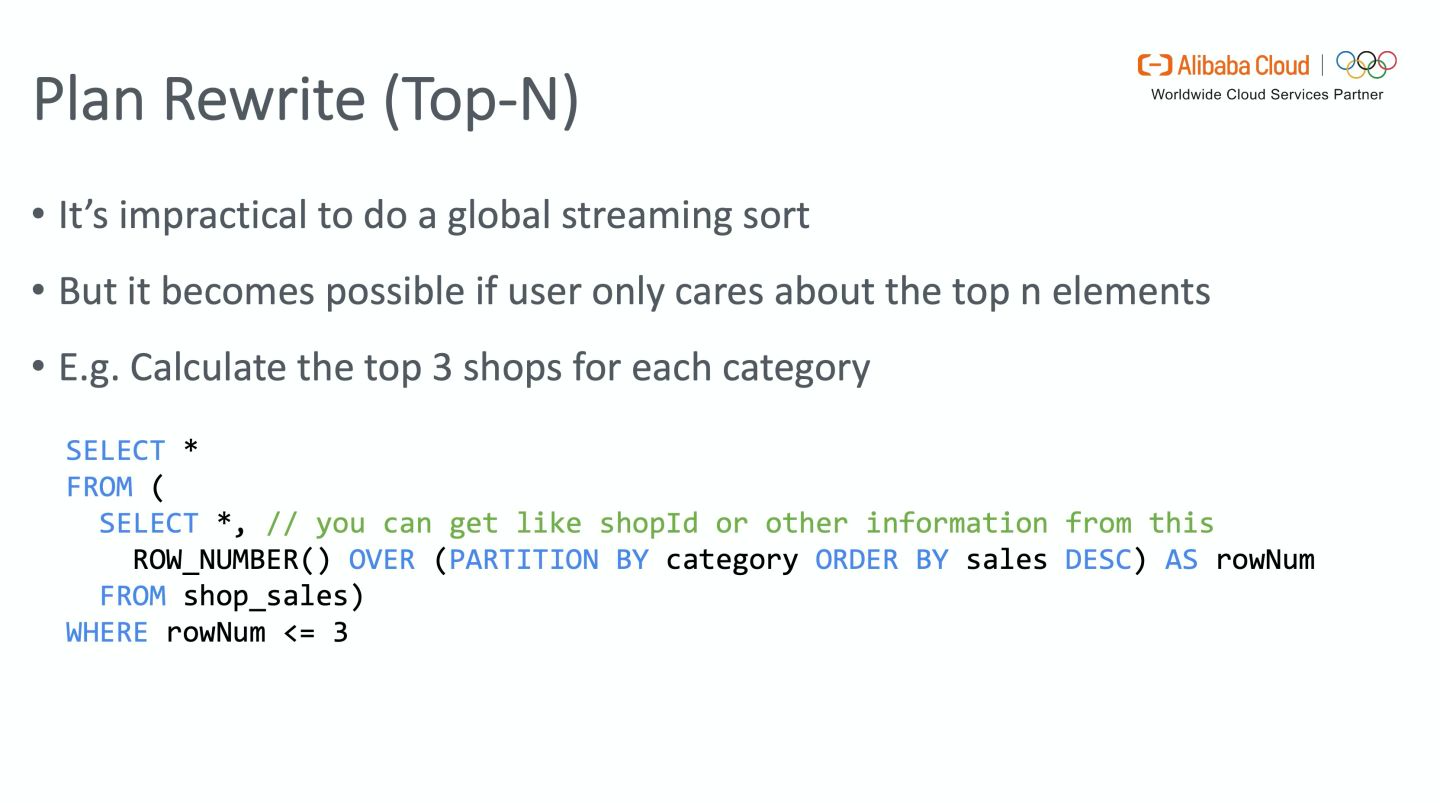 Plan Rewrite (Top-N)
Alibaba Cloud
Worldwide Cloud Services Partner
• It’s impractical to do a global streaming sort
• But it becomes possible if user only cares about the top n elements
• E.g. Calculate the top 3 shops for each category
SELECT *
FROM (
  SELECT *, // you can get like shopId or other information from this
    ROW_NUMBER() OVER (PARTITION BY category ORDER BY sales DESC) AS rowNum
  FROM shop_sales)
WHERE rowNum <= 3